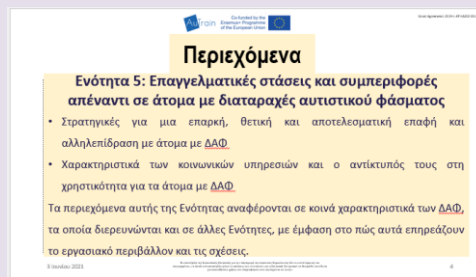 AuTrain
Co-funded by the
Erasmus+ Programme
of the European Union
Περιεχόμενα
Ενότητα 5: Επαγγελματικές στάσεις και συμπεριφορές
απέναντι σε άτομα με διαταραχές αυτιστικού φάσματος
• Στρατηγικές για μια επαρκή, θετική και αποτελεσματική επαφή και
αλληλεπίδραση με άτομα με ΔΑΦ
• Χαρακτηριστικά των κοινωνικών υπηρεσιών και ο αντίκτυπός τους στη
χρηστικότητα για τα άτομα με ΔΑΦ
Τα περιεχόμενα αυτής της Ενότητας αναφέρονται σε κοινά χαρακτηριστικά των ΔΑΦ,
τα οποία διερευνώνται και σε άλλες Ενότητες, με έμφαση στο πώς αυτά επηρεάζουν
το εργασιακό περιβάλλον και τις σχέσεις.